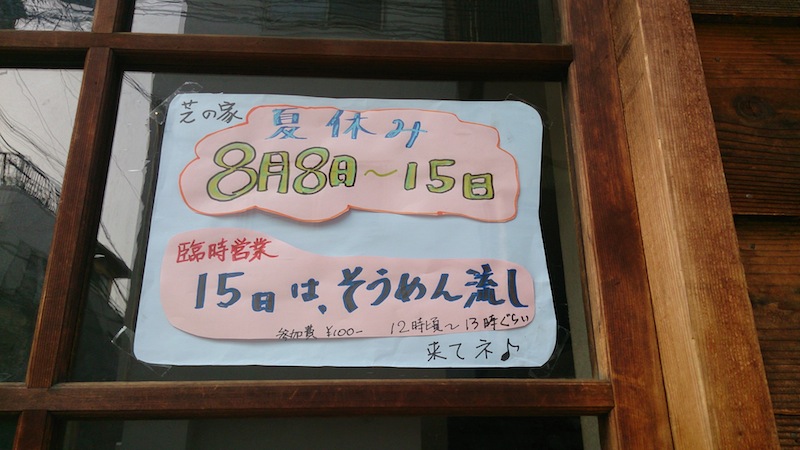 芝の家
夏休み
8月8日〜15日
臨時営業
15日は、そうめん流し
参加費 ¥100- 12時頃〜13時ぐらい
来てネ♪